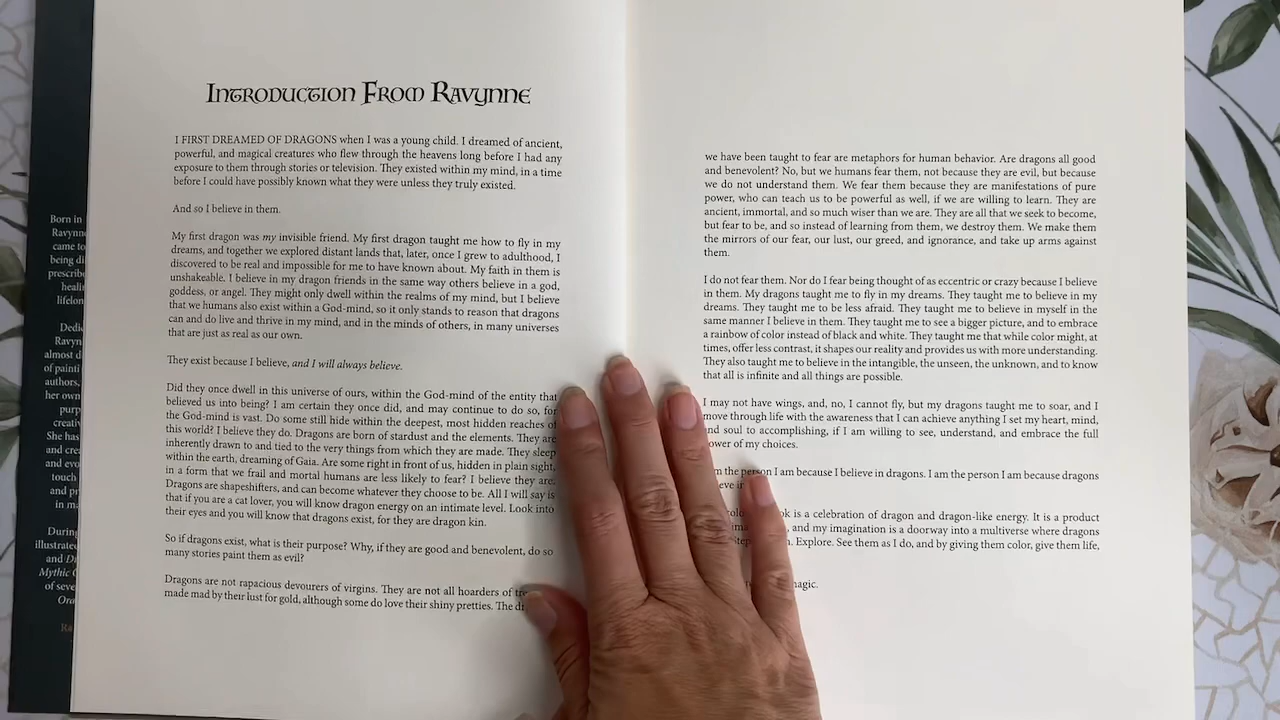 Introduction From Ravynne
I FIRST DREAMED OF DRAGONS when I was a young child. I dreamed of ancient,
powerful, and magical creatures who flew through the heavens long before I had any
exposure to them through stories or television. They existed within my mind, in a time
before I could have possibly known what they were unless they truly existed.
And so I believe in them.
My first dragon was my invisible friend. My first dragon taught me how to fly in my
dreams, and together we explored distant lands that, later, once I grew to adulthood, I
discovered to be real and impossible for me to have known about. My faith in them is
unshakeable. I believe in my dragon friends in the same way others believe in a god,
goddess, or angel. They might only dwell within the realms of my mind, but I believe
that we humans also exist within a God-mind, so it only stands to reason that dragons
can and do live and thrive in my mind, and in the minds of others, in many universes
that are just as real as our own.
They exist because I believe, and I will always believe.
Did they once dwell in this universe of ours, within the God-mind of the entity that
believed us into being? I am certain they once did, and may continue to do so, for
the God-mind is vast. Do some still hide within the deepest, most hidden reaches of
this world? I believe they do. Dragons are born of stardust and the elements. They are
inherently drawn to and tied to the very things from which they are made. They sleep
within the earth, dreaming of Gaia. Are some right in front of us, hidden in plain sight,
in a form that we frail and mortal humans are less likely to fear? I believe they are.
Dragons are shapeshifters, and can become whatever they choose to be. All I will say is
that if you are a cat lover, you will know dragon energy on an intimate level. Look into
their eyes and you will know that dragons exist, for they are dragon kin.
So if dragons exist, what is their purpose? Why, if they are good and benevolent, do so
many stories paint them as evil?
Dragons are not rapacious devourers of virgins. They are not all hoarders of
made mad by their lust for gold, although some do love their shiny pretties. The
we have been taught to fear are metaphors for human behavior. Are dragons all good
and benevolent? No, but we humans fear them, not because they are evil, but because
we do not understand them. We fear them because they are manifestations of pure
power, who can teach us to be powerful as well, if we are willing to learn. They are
ancient, immortal, and so much wiser than we are. They are all that we seek to become,
but fear to be, and so instead of learning from them, we destroy them. We make them
the mirrors of our fear, our lust, our greed, and ignorance, and take up arms against
them.
I do not fear them. Nor do I fear being thought of as eccentric or crazy because I believe
in them. My dragons taught me to fly in my dreams. They taught me to believe in my
dreams. They taught me to be less afraid. They taught me to believe in myself in the
same manner I believe in them. They taught me to see a bigger picture, and to embrace
a rainbow of color instead of black and white. They taught me that while color might, at
times, offer less contrast, it shapes our reality and provides us with more understanding.
They also taught me to believe in the intangible, the unseen, the unknown, and to know
that all is infinite and all things are possible.
I may not have wings, and, no, I cannot fly, but my dragons taught me to soar, and I
move through life with the awareness that I can achieve anything I set my heart, mind,
and soul to accomplishing, if I am willing to see, understand, and embrace the full
power of my choices.
the person I am because I believe in dragons. I am the person I am because dragons
is a celebration of dragon and dragon-like energy. It is a product
and my imagination is a doorway into a multiverse where dragons
Explore. See them as I do, and by giving them color, give them life,
magic.
Born in
came to
Mythic
of seve